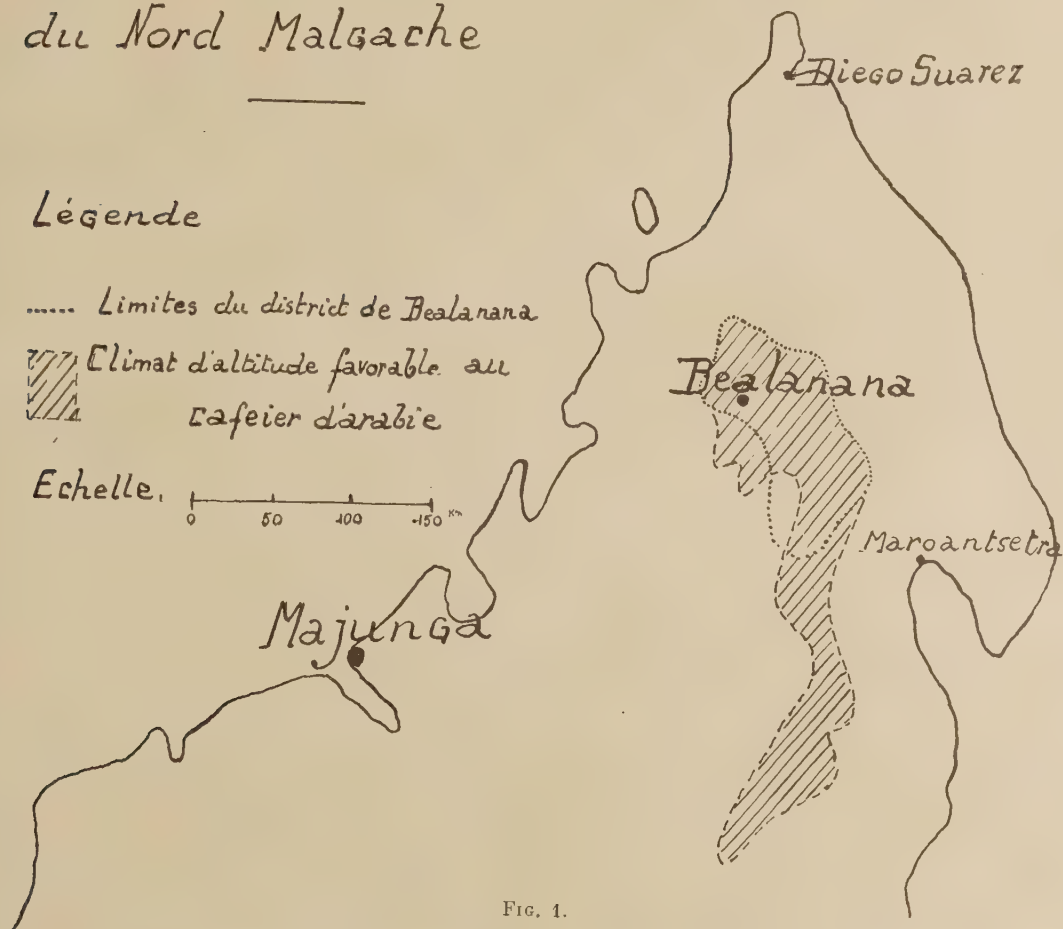 du Nord Malgache
Diego Suarez
Légende
...... Limites du district de Bealanana
Climat d'altitude favorable au
cafeier d'arabie
Bealanana
Echelle.
0 50 100 150 Km
Maroantsetra
Majunga
FIG. 1.